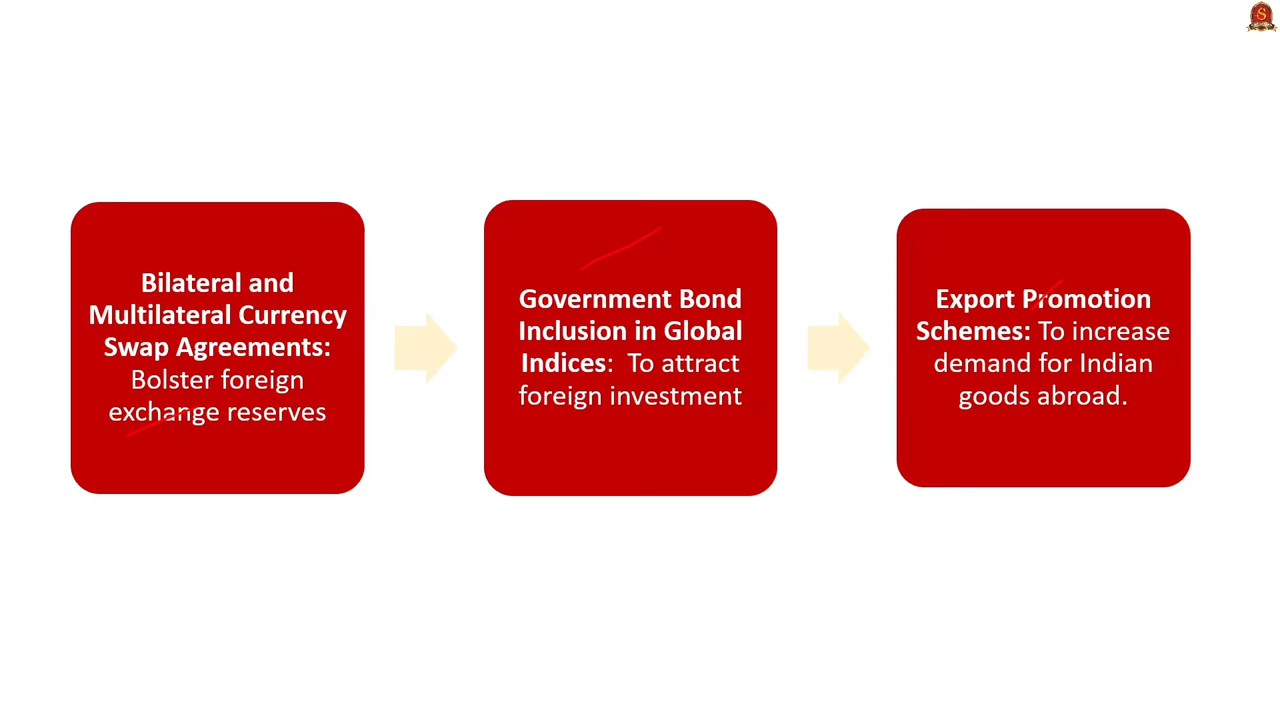 Bilateral and
Multilateral Currency
Swap Agreements:
Bolster foreign
exchange reserves
Government Bond
Inclusion in Global
Indices:  To attract
foreign investment
Export Promotion
Schemes: To increase
demand for Indian
goods abroad.
S